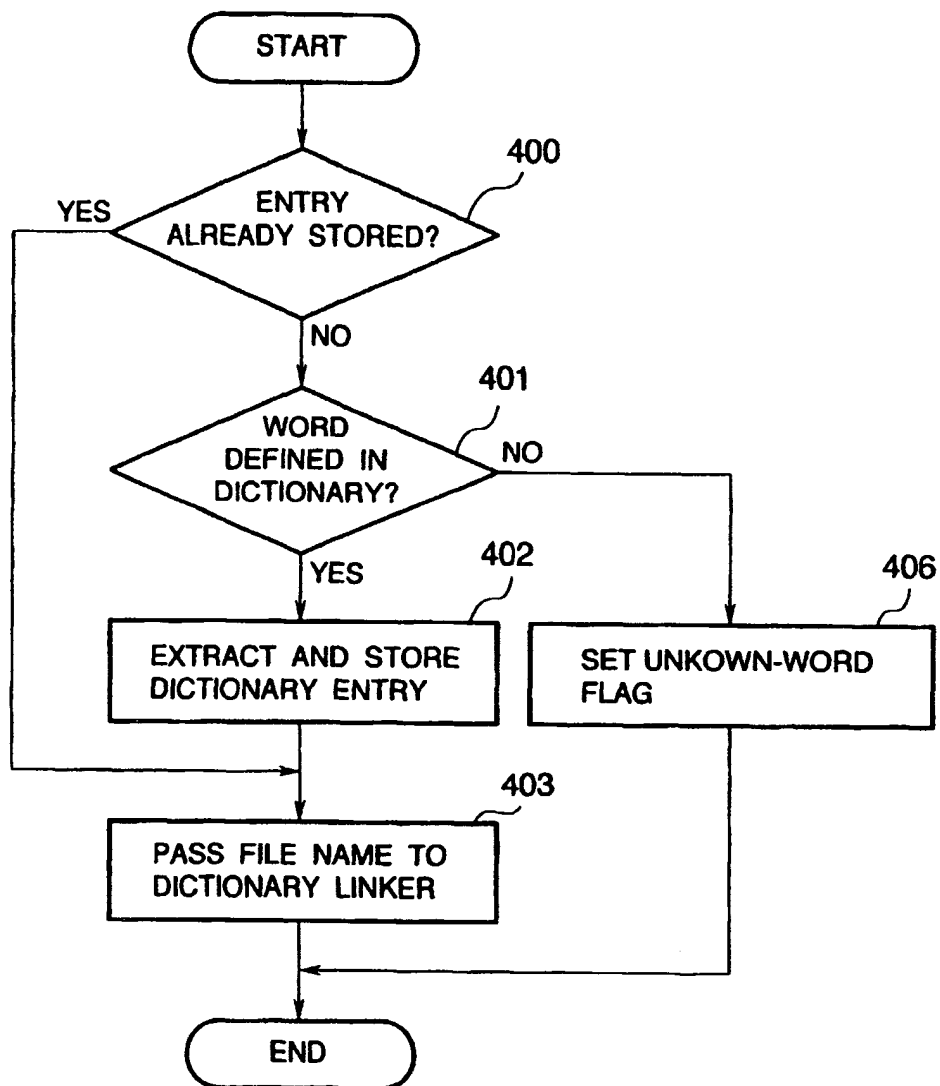 START
400
ENTRY
ALREADY STORED?
YES
NO
401
WORD
DEFINED IN
DICTIONARY?
NO
YES
402
EXTRACT AND STORE
DICTIONARY ENTRY
406
SET UNKOWN-WORD
FLAG
403
PASS FILE NAME TO
DICTIONARY LINKER
END